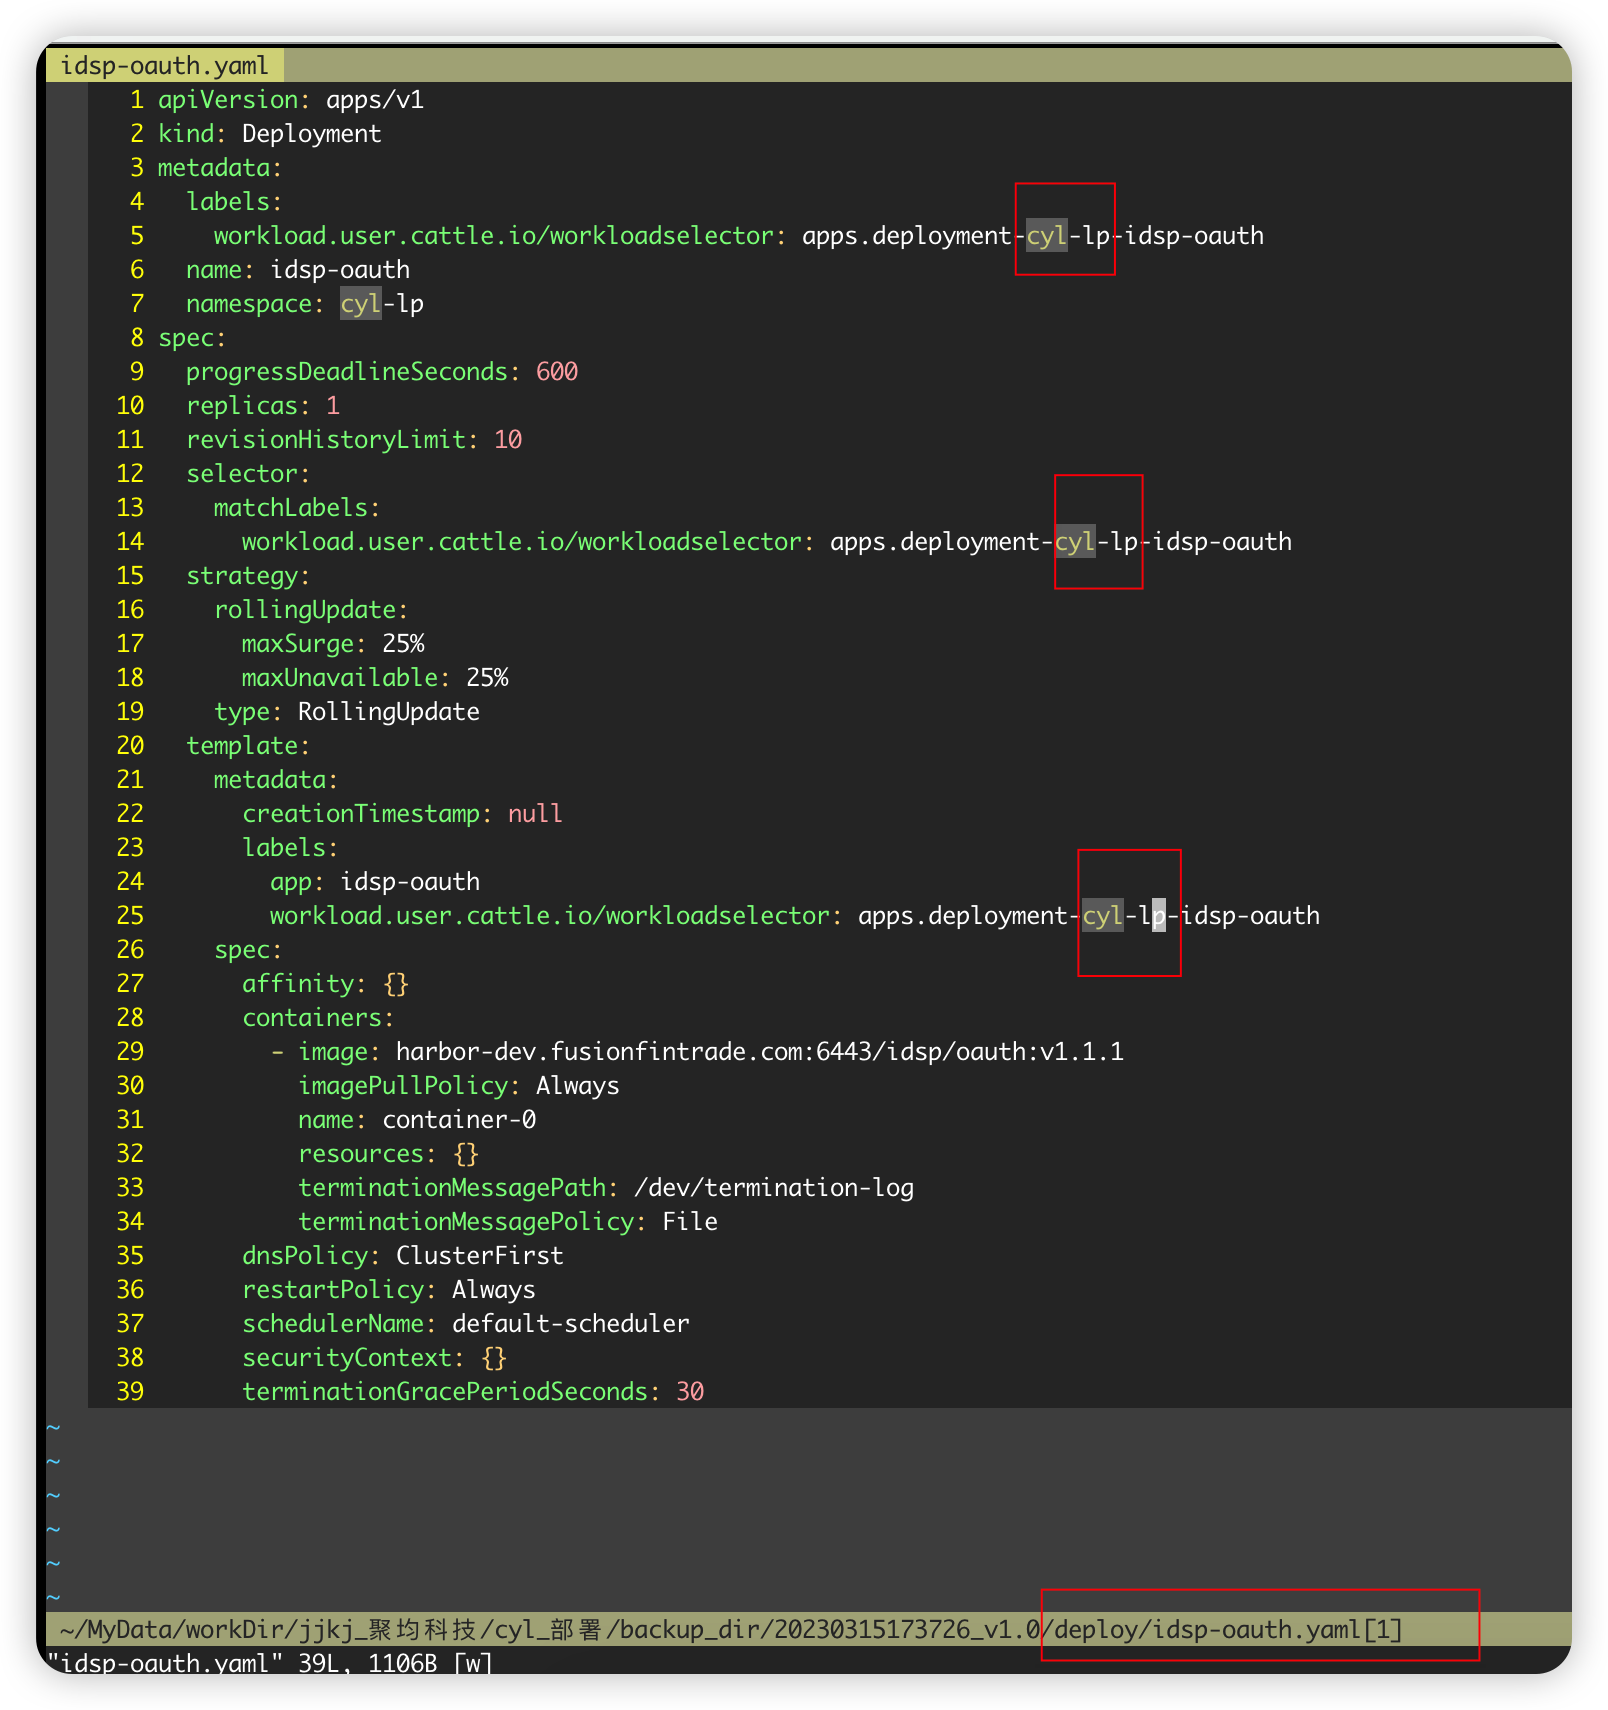 idsp-oauth.yaml
1 apiVersion: apps/v1
2 kind: Deployment
3 metadata:
4   labels:
5     workload.user.cattle.io/workloadselector: apps.deployment-cyl-lp-idsp-oauth
6   name: idsp-oauth
7   namespace: cyl-lp
8 spec:
9   progressDeadlineSeconds: 600
10   replicas: 1
11   revisionHistoryLimit: 10
12   selector:
13     matchLabels:
14       workload.user.cattle.io/workloadselector: apps.deployment-cyl-lp-idsp-oauth
15   strategy:
16     rollingUpdate:
17       maxSurge: 25%
18       maxUnavailable: 25%
19     type: RollingUpdate
20   template:
21     metadata:
22       creationTimestamp: null
23       labels:
24         app: idsp-oauth
25         workload.user.cattle.io/workloadselector: apps.deployment-cyl-lp-idsp-oauth
26     spec:
27       affinity: {}
28       containers:
29         - image: harbor-dev.fusionfintrade.com:6443/idsp/oauth:v1.1.1
30           imagePullPolicy: Always
31           name: container-0
32           resources: {}
33           terminationMessagePath: /dev/termination-log
34           terminationMessagePolicy: File
35       dnsPolicy: ClusterFirst
36       restartPolicy: Always
37       schedulerName: default-scheduler
38       securityContext: {}
39       terminationGracePeriodSeconds: 30
~
~
~
~
~
~
~/MyData/workDir/jjkj_聚均科技/cyl_部署/backup_dir/20230315173726_v1.0/deploy/idsp-oauth.yaml[1]
"idsp-oauth.yaml" 39L, 1106B [w]